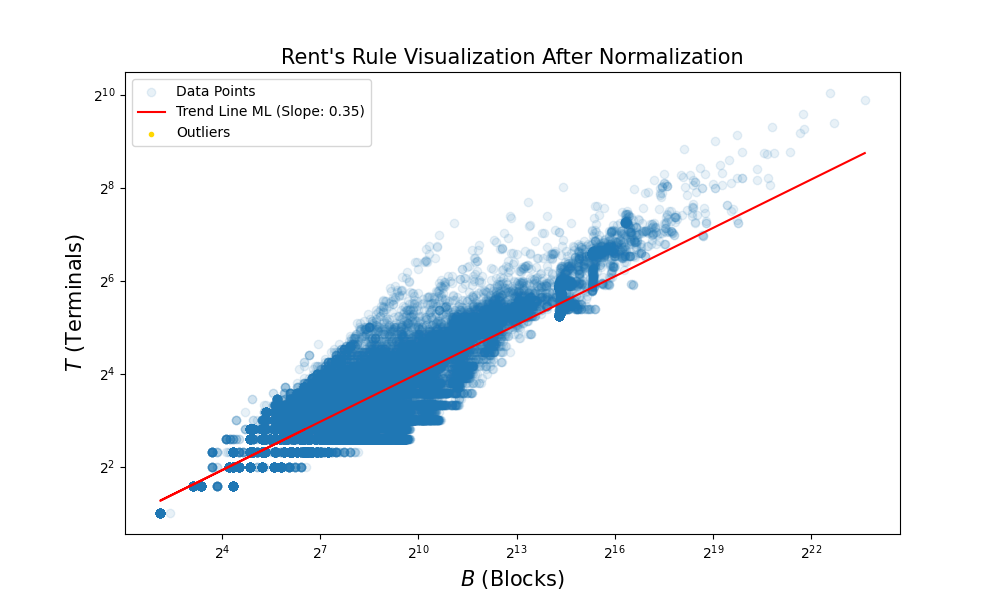 Rent's Rule Visualization After Normalization
Data Points
Trend Line ML (Slope: 0.35)
Outliers
T (Terminals)
2^10
2^8
2^6
2^4
2^2
2^4 2^7 2^10 2^13 2^16 2^19 2^22
B (Blocks)